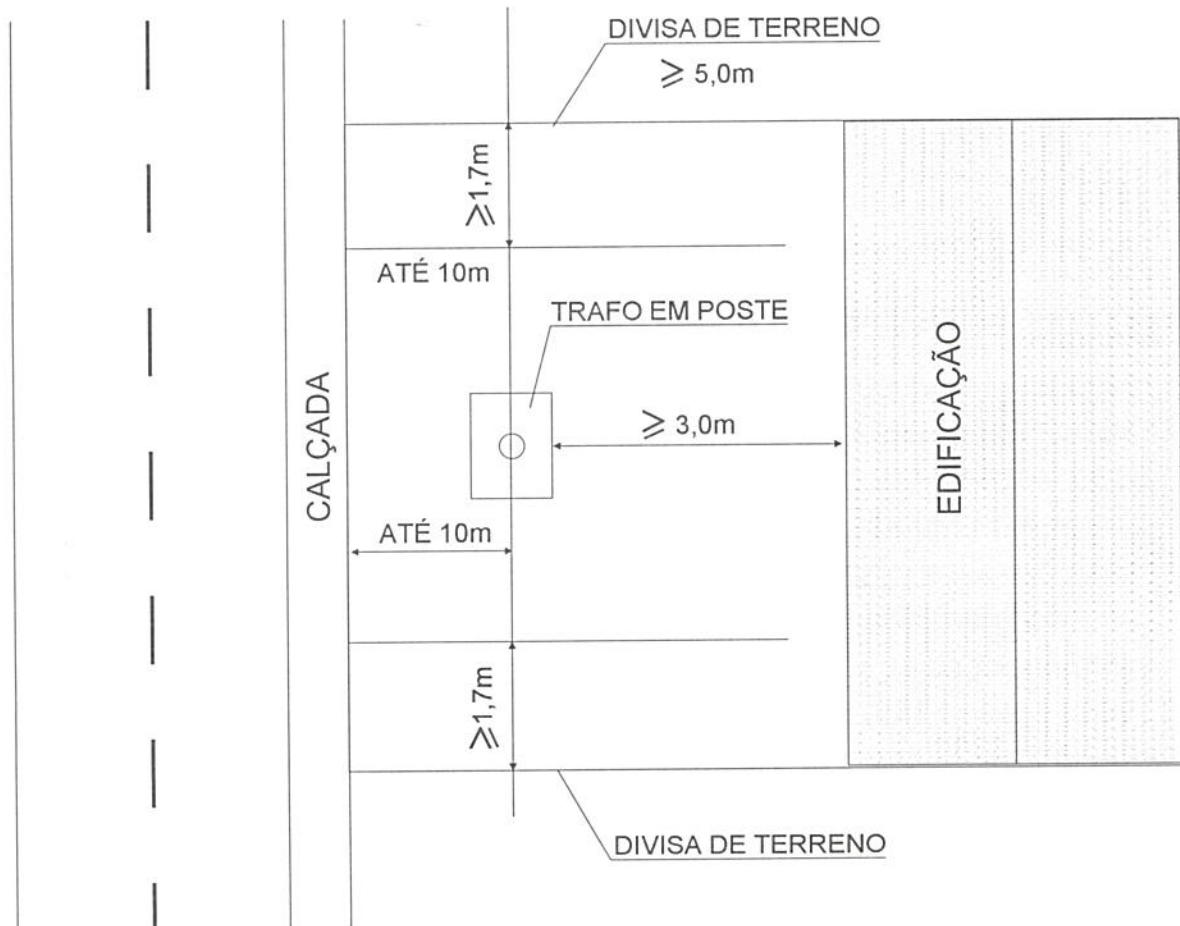 DIVISA DE TERRENO
⩾ 5,0m
⩾1,7m
ATÉ 10m
TRAFO EM POSTE
CALÇADA
⩾ 3,0m
EDIFICAÇÃO
ATÉ 10m
⩾1,7m
DIVISA DE TERRENO